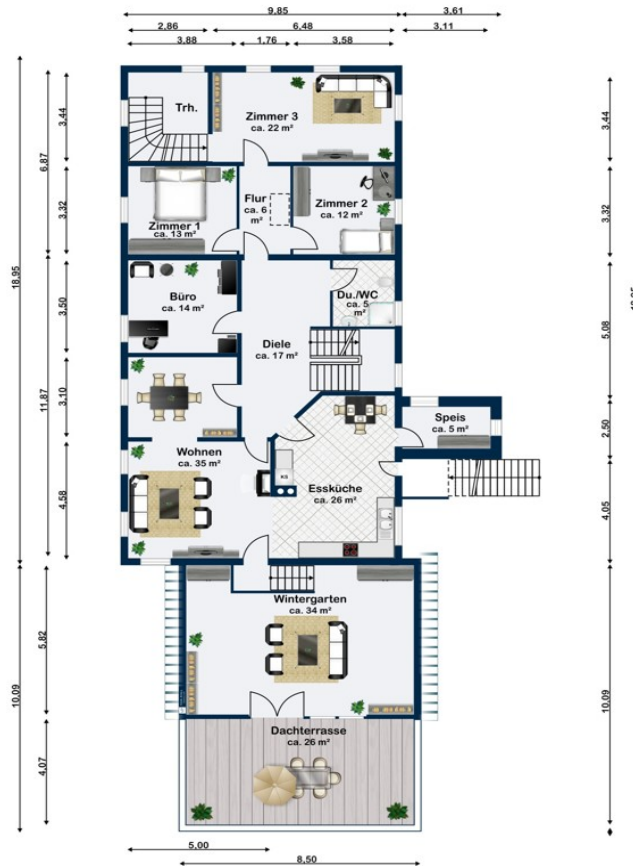 9.85
3.61
2.86
6.48
3.11
3.88
1.76
3.58
Trh.
Zimmer 3
ca. 22 m²
3.44
3.44
6.87
Flur
ca. 6
m²
Zimmer 2
ca. 12 m²
Zimmer 1
ca. 13 m²
3.32
3.32
18.95
Büro
ca. 14 m²
Du./WC
ca. 5
m²
3.50
5.08
Diele
ca. 17 m²
11.87
3.10
Speis
ca. 5 m²
2.50
Wohnen
ca. 35 m²
KS
Essküche
ca. 26 m²
4.58
4.05
Wintergarten
ca. 34 m²
5.82
10.09
10.09
Dachterrasse
ca. 26 m²
4.07
5.00
8.50